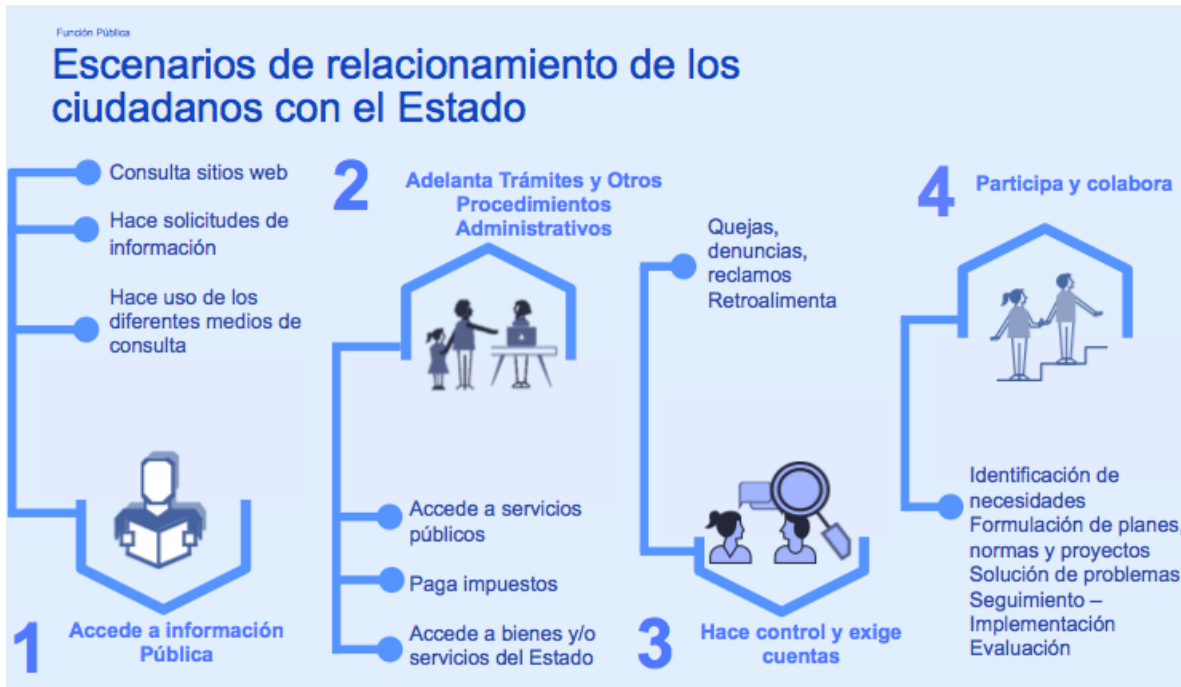 Función Pública
Escenarios de relacionamiento de los
ciudadanos con el Estado
Consulta sitios web
Hace solicitudes de
información
Hace uso de los
diferentes medios de
consulta
1
Accede a información
Pública
2
Adelanta Trámites y Otros
Procedimientos
Administrativos
Accede a servicios
públicos
Paga impuestos
Accede a bienes y/o
servicios del Estado
Quejas,
denuncias,
reclamos
Retroalimenta
3
Hace control y exige
cuentas
4
Participa y colabora
Identificación de
necesidades
Formulación de planes,
normas y proyectos
Solución de problemas
Seguimiento –
Implementación
Evaluación